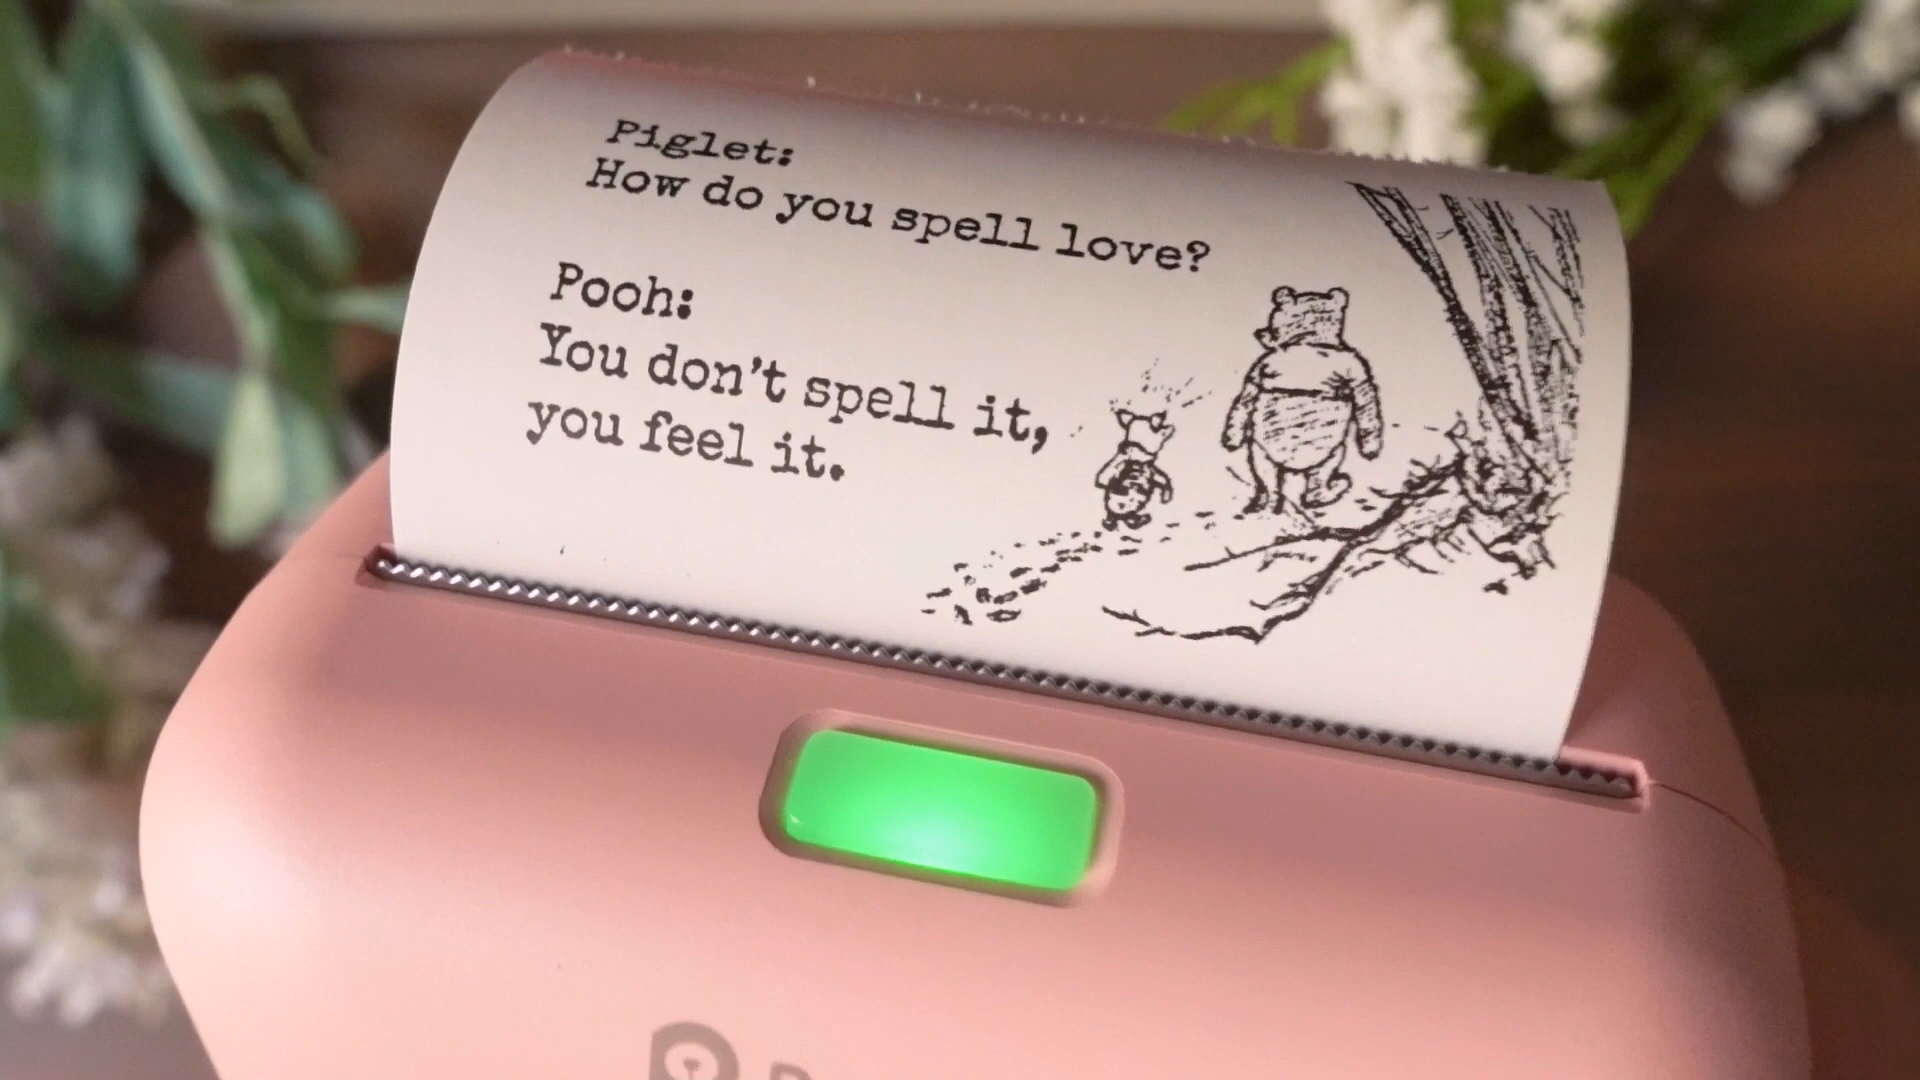 Piglet:
How do you spell love?
Pooh:
You don't spell it,
you feel it.